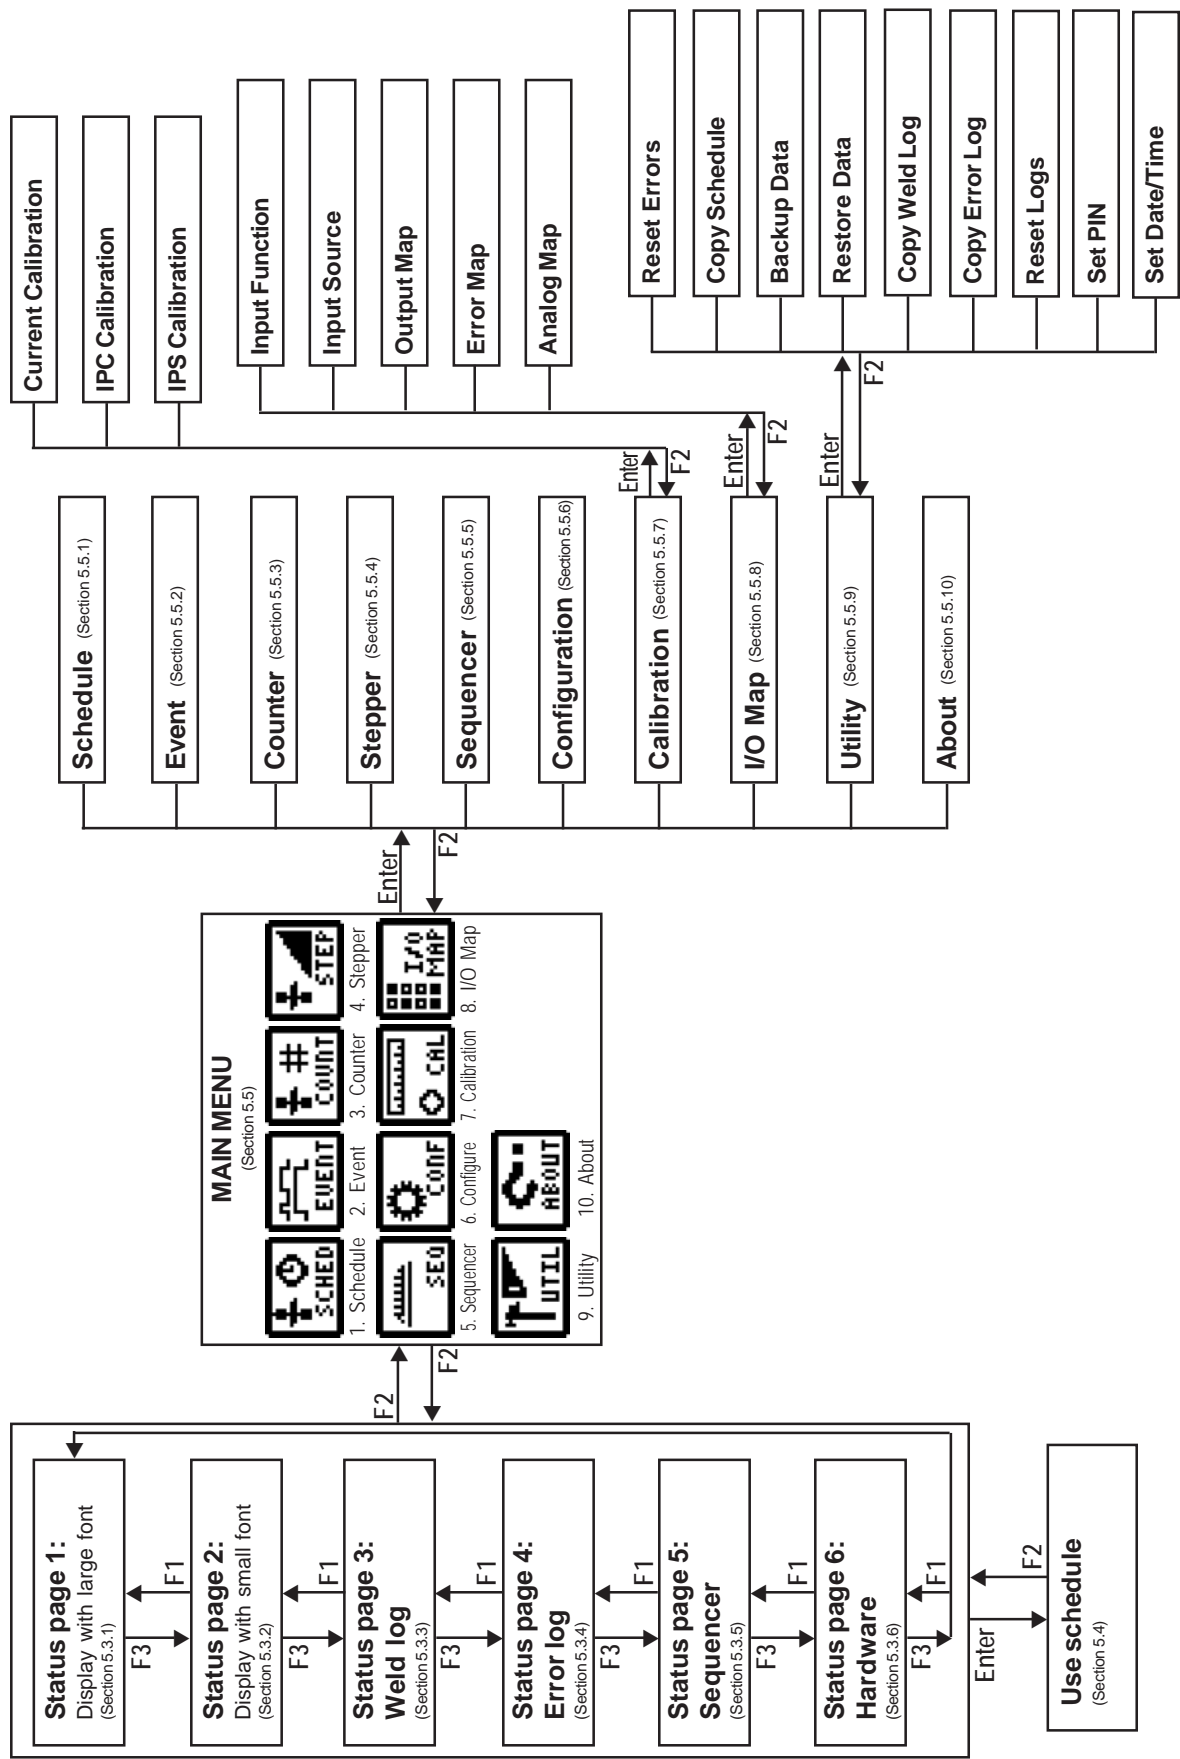 Status page 1:
Display with large font
(Section 5.3.1)
F3
F1
Status page 2:
Display with small font
(Section 5.3.2)
F3
F1
Status page 3:
Weld log
(Section 5.3.3)
F3
F1
Status page 4:
Error log
(Section 5.3.4)
F3
F1
Status page 5:
Sequencer
(Section 5.3.5)
F3
F1
Status page 6:
Hardware
(Section 5.3.6)
F3
F1
Enter
F2
Use schedule
(Section 5.4)
F2
F2
MAIN MENU
(Section 5.5)
SCHED
EVENT
COUNT
STEP
1. Schedule
2. Event
3. Counter
4. Stepper
SEQ
CONF
CAL
I/O
MAP
5. Sequencer
6. Configure
7. Calibration
8. I/O Map
UTIL
ABOUT
9. Utility
10. About
Enter
F2
Schedule (Section 5.5.1)
Event (Section 5.5.2)
Counter (Section 5.5.3)
Stepper (Section 5.5.4)
Sequencer (Section 5.5.5)
Configuration (Section 5.5.6)
Calibration (Section 5.5.7)
I/O Map (Section 5.5.8)
Utility (Section 5.5.9)
About (Section 5.5.10)
Enter
F2
Enter
F2
Enter
F2
Current Calibration
IPC Calibration
IPS Calibration
Input Function
Input Source
Output Map
Error Map
Analog Map
Reset Errors
Copy Schedule
Backup Data
Restore Data
Copy Weld Log
Copy Error Log
Reset Logs
Set PIN
Set Date/Time